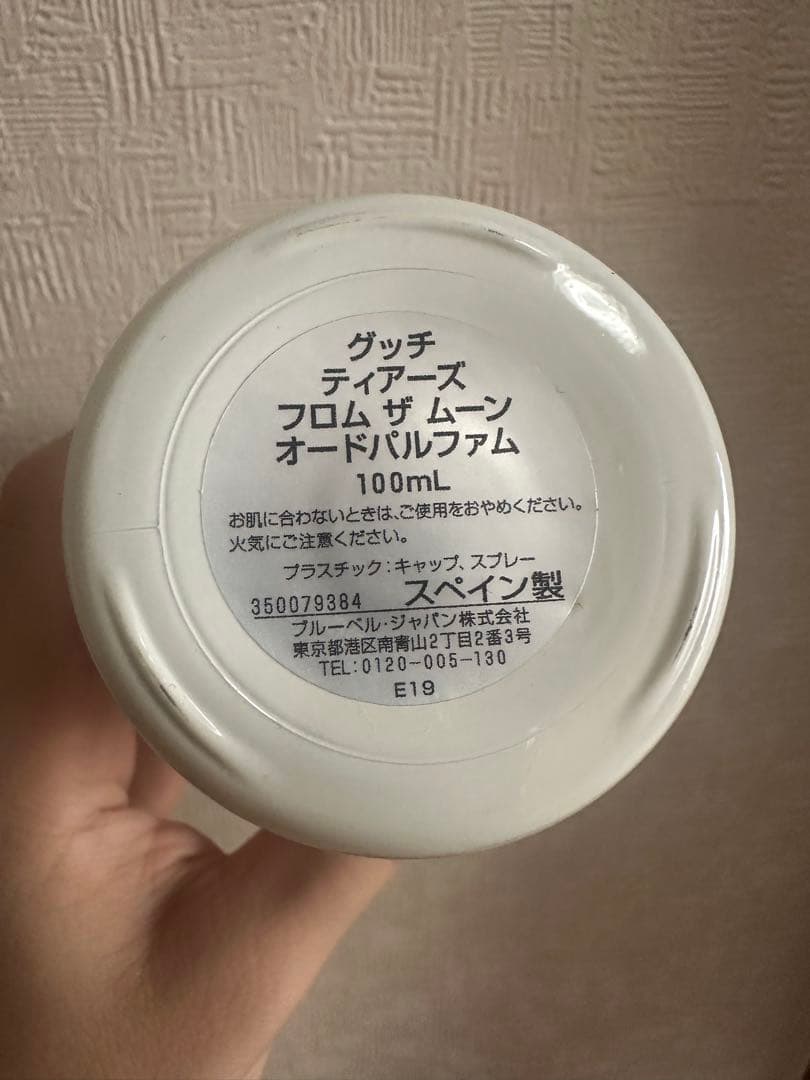 グッチ
ティアーズ
フロム ザ ムーン
オードパルファム
100mL
お肌に合わないときは、ご使用をおやめください。
火気にご注意ください。
プラスチック：キャップ、スプレー
350079384 スペイン製
ブルーベル・ジャパン株式会社
東京都港区南青山2丁目2番3号
TEL:0120-005-130
E19